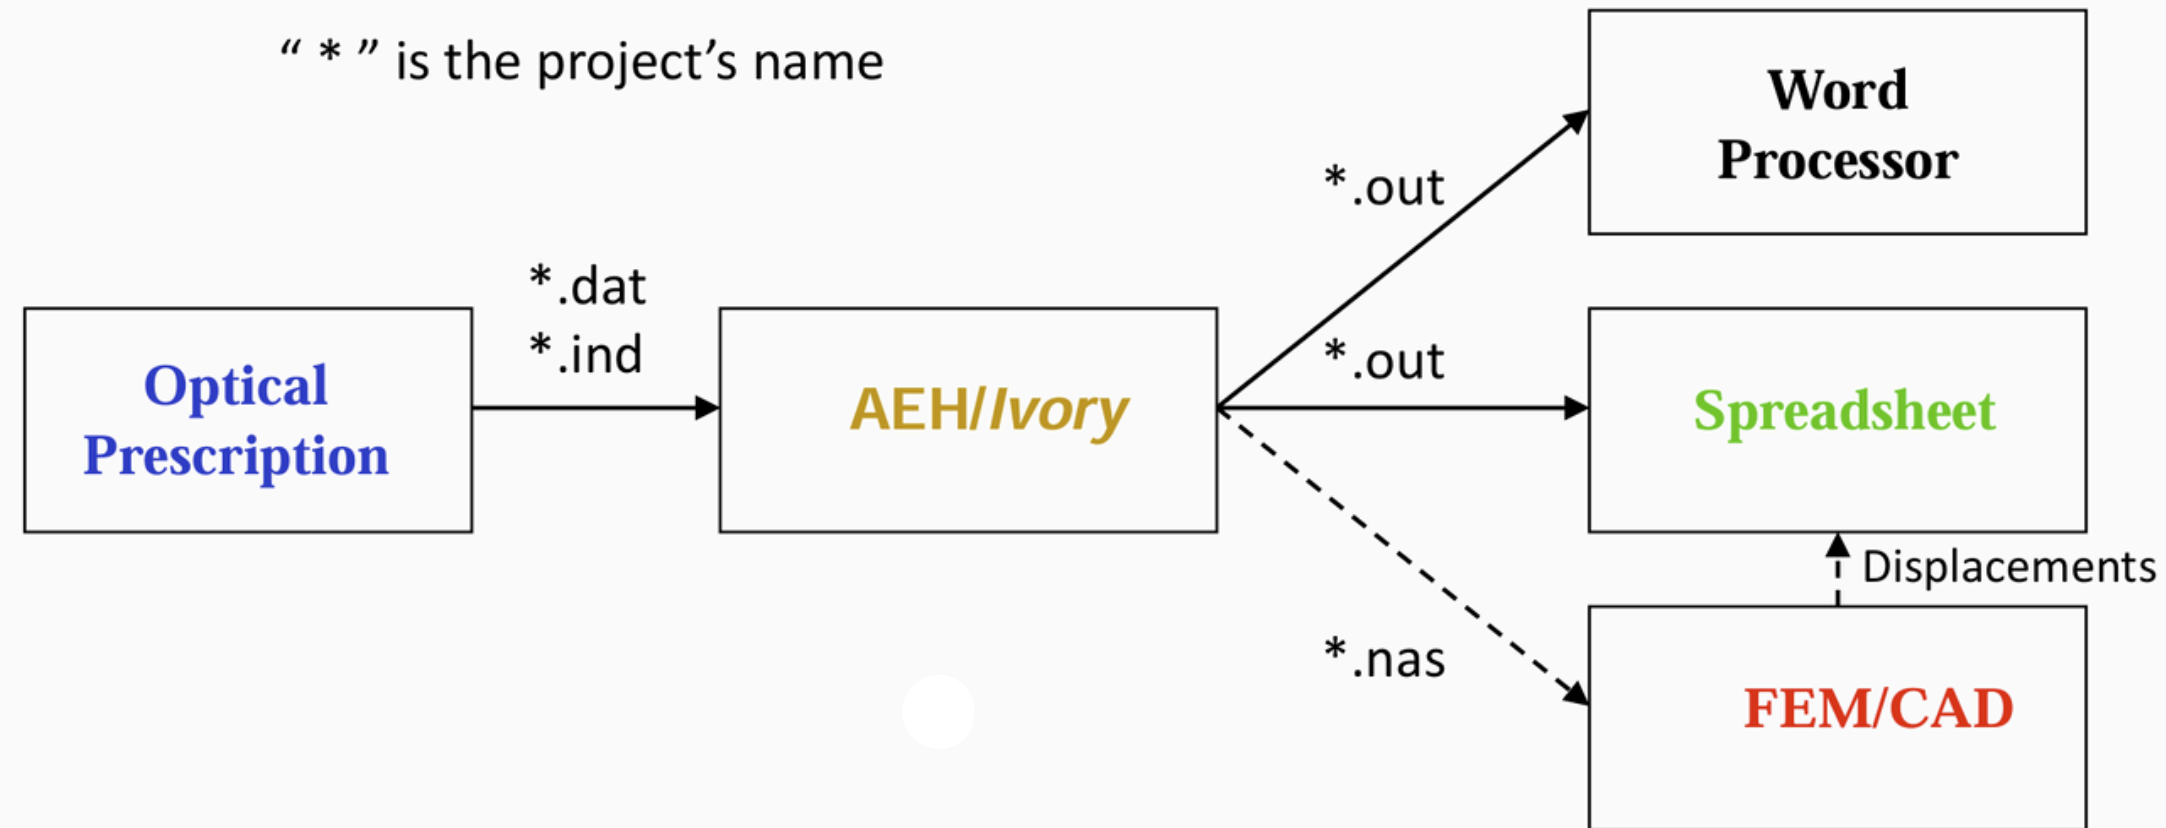 “ * ” is the project’s name
Word
Processor
*.out
*.dat
*.ind
*.out
Optical
Prescription
AEH/Ivory
Spreadsheet
Displacements
*.nas
FEM/CAD